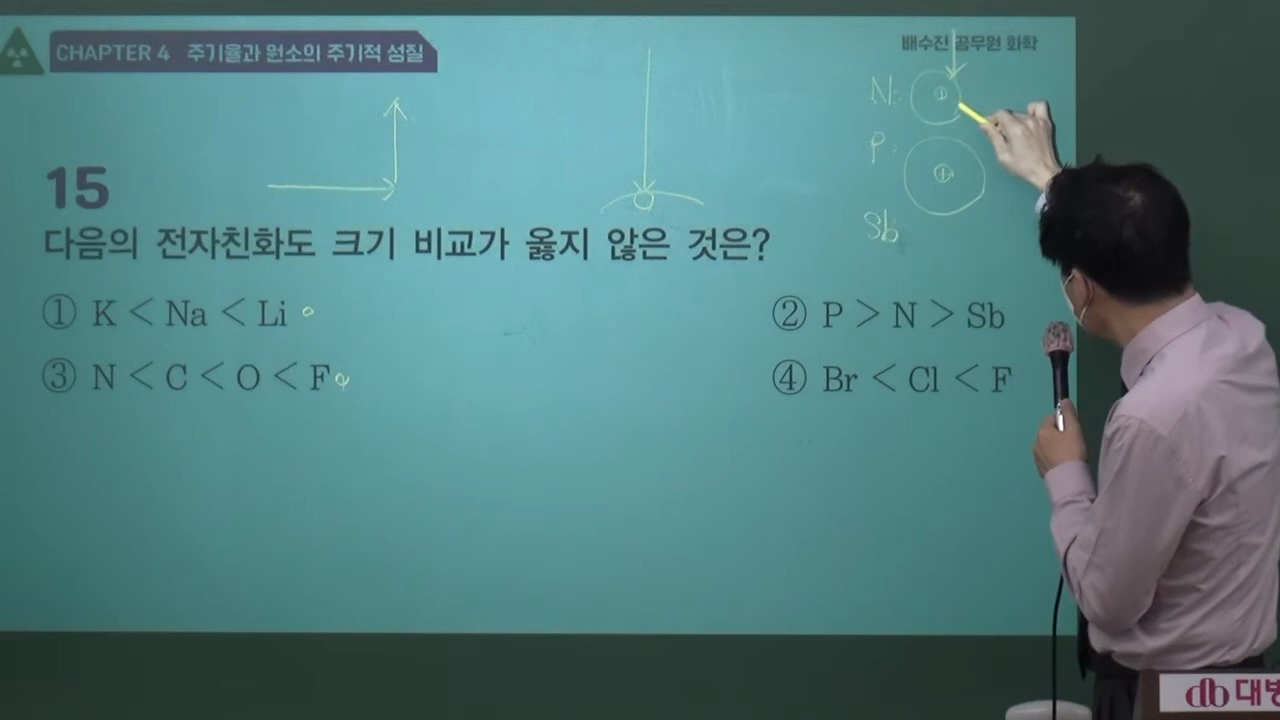 CHAPTER 4 주기율과 원소의 주기적 성질
배수진 공무원 화학
N:
P:
Sb:
15
다음의 전자친화도 크기 비교가 옳지 않은 것은?
① K < Na < Li
② P > N > Sb
③ N < C < O < F
④ Br < Cl < F